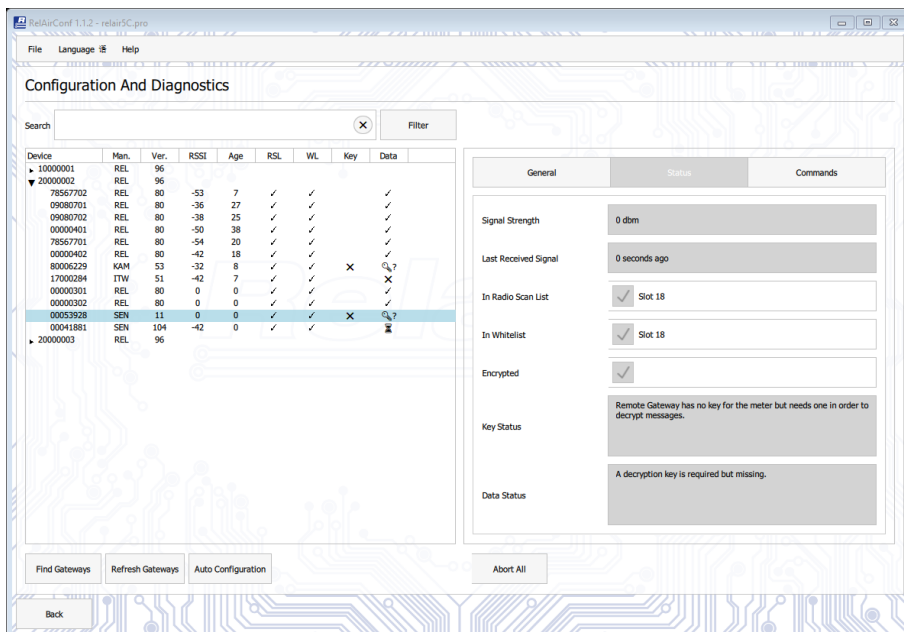 RelAirConf 1.1.2 - relair5C.pro
File Language 语 Help
Configuration And Diagnostics
Search Filter
Device Man. Ver. RSSI Age RSL WL Key Data
10000001 REL 96
20000002 REL 96
78567702 REL 80 -53 7 ✓ ✓ ✓
09080701 REL 80 -36 27 ✓ ✓ ✓
09080702 REL 80 -38 25 ✓ ✓ ✓
00000401 REL 80 -50 38 ✓ ✓ ✓
78567701 REL 80 -54 20 ✓ ✓ ✓
00000402 REL 80 -42 18 ✓ ✓ ✓
80006229 KAM 53 -32 8 ✓ ✓ ✕ ?
17000284 ITW 51 -42 7 ✓ ✓ ✕
00000301 REL 80 0 0 ✓ ✓ ✓
00000302 REL 80 0 0 ✓ ✓ ✓
00053928 SEN 11 0 0 ✓ ✓ ✕ ?
00041881 SEN 104 -42 0 ✓ ✓
20000003 REL 96
General Status Commands
Signal Strength 0 dbm
Last Received Signal 0 seconds ago
In Radio Scan List ✓ Slot 18
In Whitelist ✓ Slot 18
Encrypted ✓
Key Status
Remote Gateway has no key for the meter but needs one in order to
decrypt messages.
Data Status
A decryption key is required but missing.
Find Gateways Refresh Gateways Auto Configuration Abort All
Back